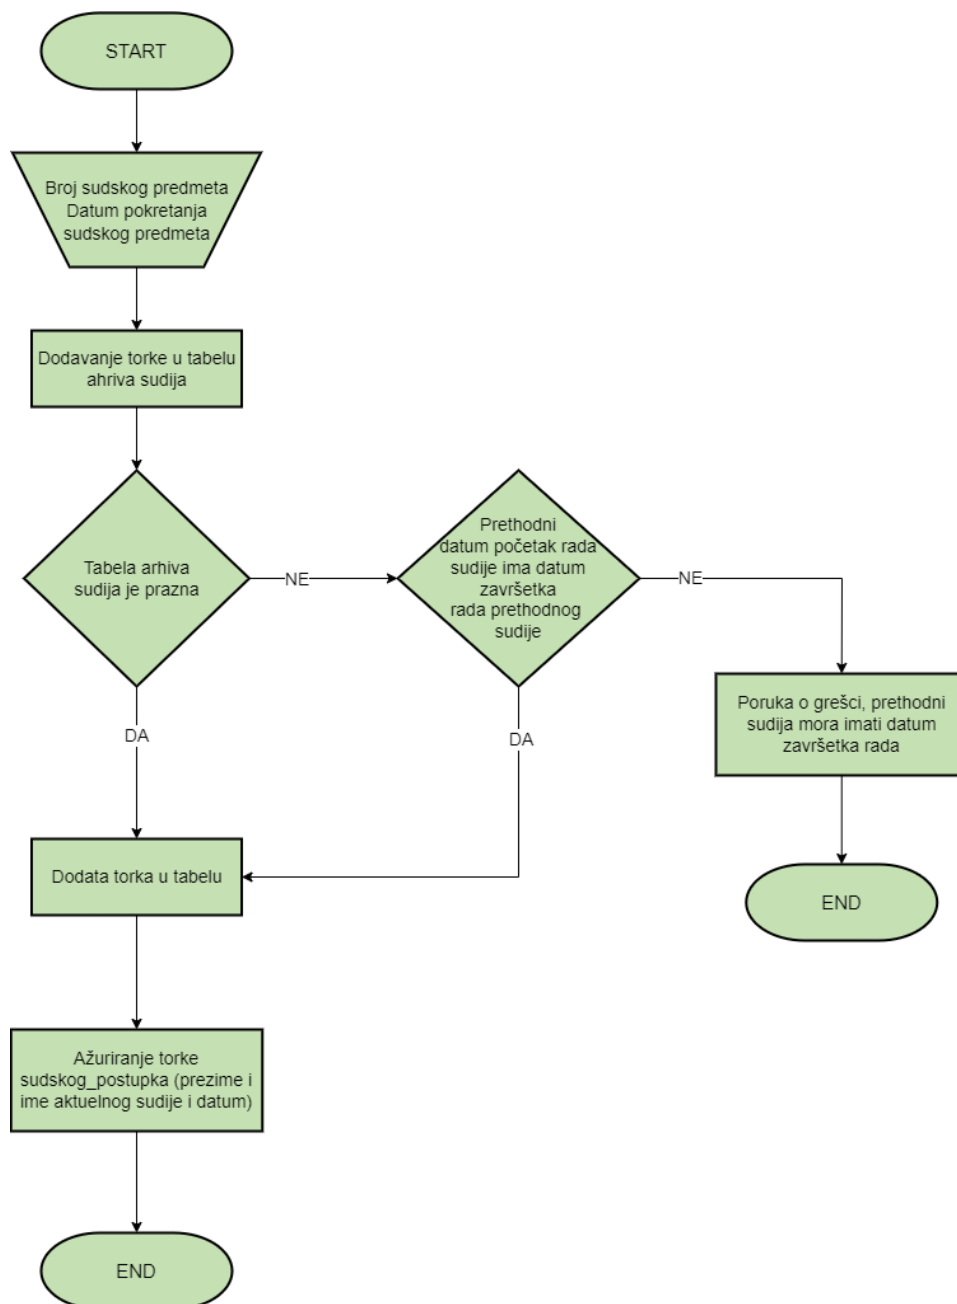 START
Broj sudskog predmeta
Datum pokretanja
sudskog predmeta
Dodavanje torke u tabelu
ahriva sudija
Tabela arhiva
sudija je prazna
NE
Prethodni
datum početak rada
sudije ima datum
završetka
rada prethodnog
sudije
NE
DA
DA
Poruka o grešci, prethodni
sudija mora imati datum
završetka rada
Dodata torka u tabelu
END
Ažuriranje torke
sudskog_postupka (prezime i
ime aktuelnog sudije i datum)
END